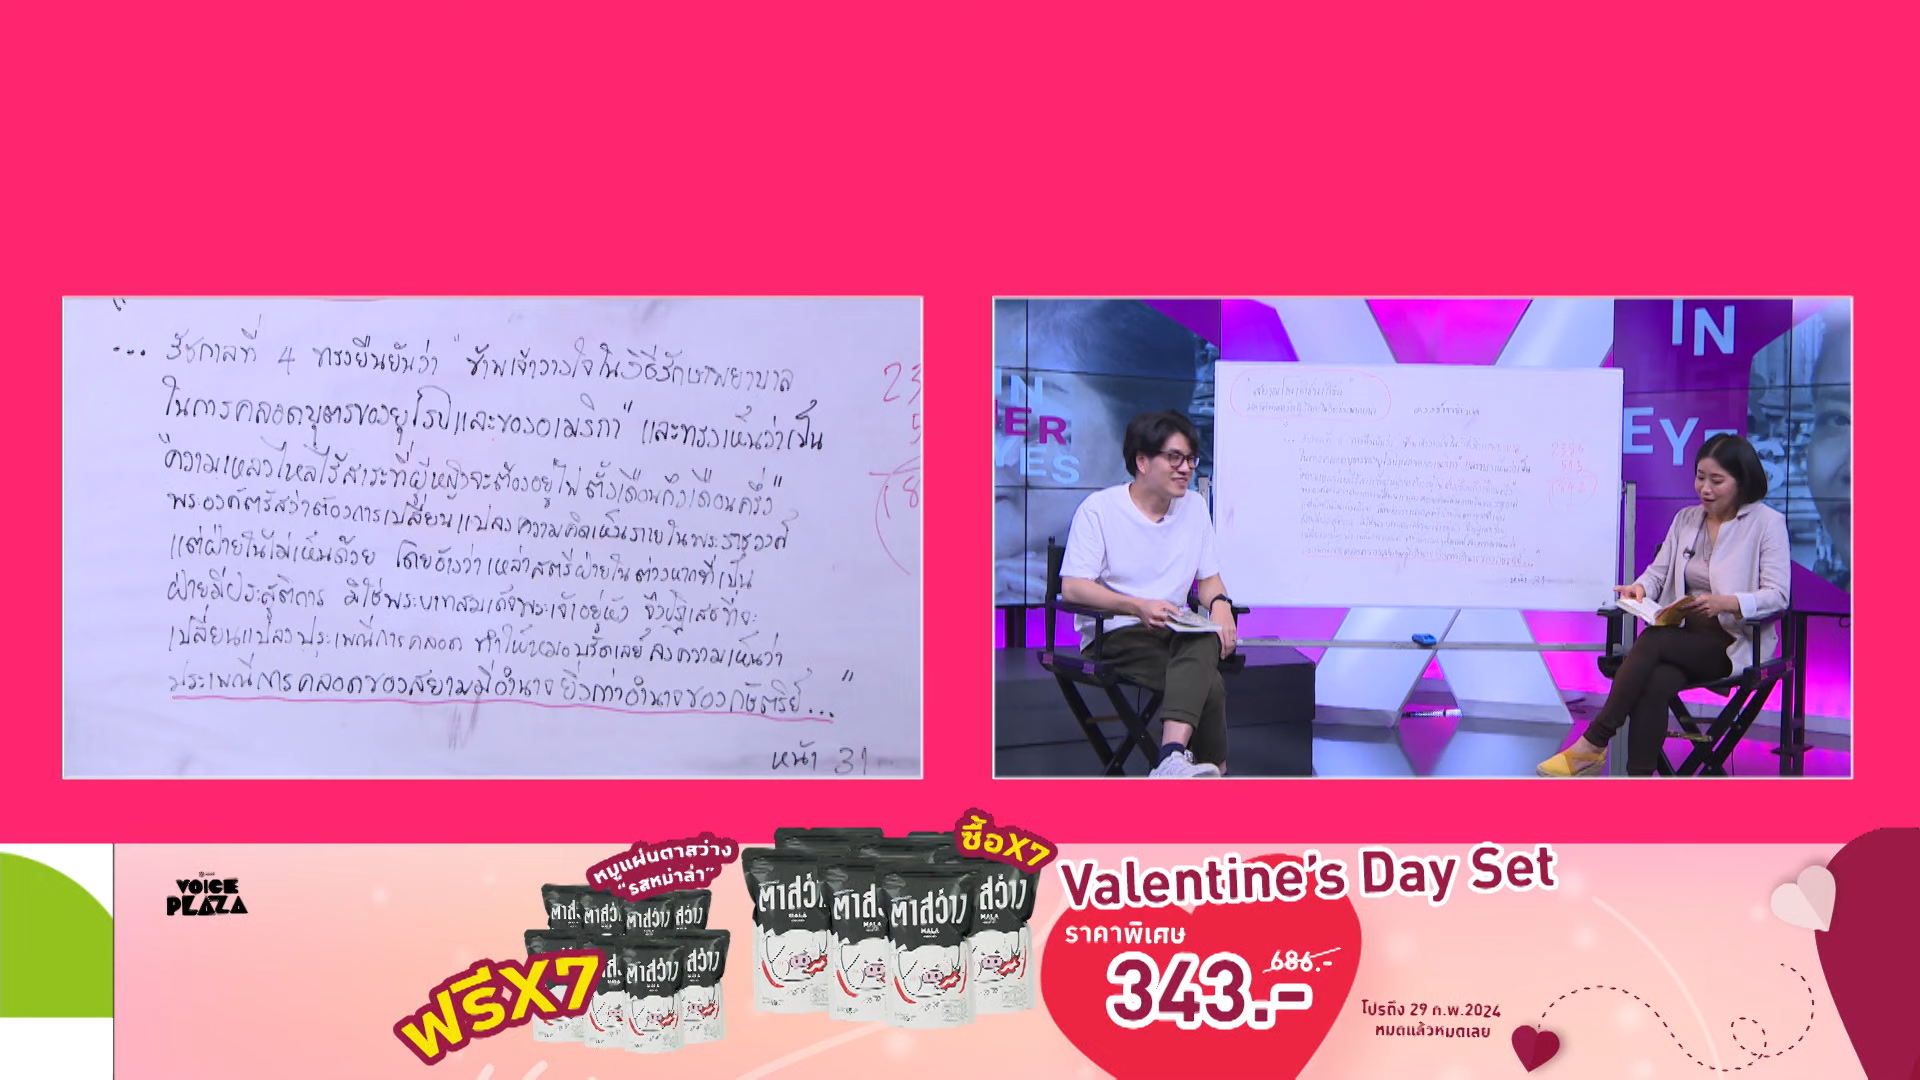 ... รัชกาลที่ 4 ทรงยืนยันว่า "ข้าพเจ้าวางใจในวิธีรักษาพยาบาล
ในการคลอดบุตรของยุโรปและของอเมริกา" และทรงเห็นว่าเป็น
ความเหลวไหลไร้สาระที่ผู้หญิงจะต้องอยู่ไฟ ตั้งเดือนถึงเดือนครึ่ง"
พระองค์ตรัสว่าต้องการเปลี่ยนแปลงความคิดเห็นภายในพระราชวงศ์
แต่ฝ่ายในไม่เห็นด้วย โดยอ้างว่าเหล่าสตรีฝ่ายในต่างหากที่เป็น
ฝ่ายมีประสูติการ มิใช่พระบาทสมเด็จพระเจ้าอยู่หัว จึงปฏิเสธที่จะ
เปลี่ยนแปลงประเพณีการคลอด ทำให้หมอบรัดเลย์ลงความเห็นว่า
ประเพณีการคลอดของสยามมีอำนาจยิ่งกว่าอำนาจของกษัตริย์..."
หน้า 31
23
IN
HER
EYES
IN
EYES
หน้า 31
VOICE
PLAZA
หมูแผ่นตาสว่าง
"รสหม่าล่า"
ฟรีX7
ซื้อX7
ตาสว่าง
MALA
Valentine's Day Set
ราคาพิเศษ
686.-
343.-
โปรถึง 29 ก.พ.2024
หมดแล้วหมดเลย